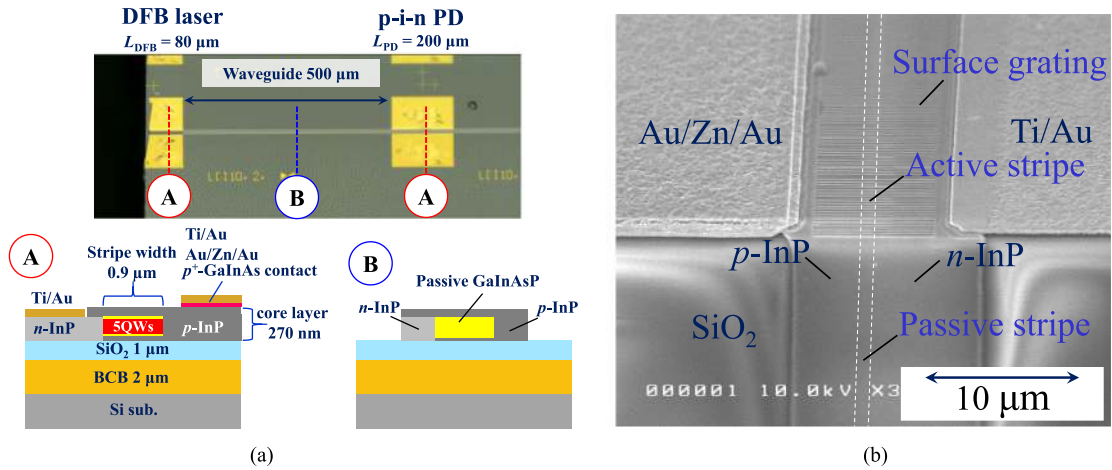 DFB laser
L_DFB = 80 µm
p-i-n PD
L_PD = 200 µm
Waveguide 500 µm
A
B
A
A
Stripe width
0.9 µm
Ti/Au
Au/Zn/Au
p⁺-GaInAs contact
Ti/Au
n-InP
5QWs
p-InP
core layer
270 nm
SiO₂ 1 µm
BCB 2 µm
Si sub.
B
Passive GaInAsP
n-InP
p-InP
(a)
Surface grating
Au/Zn/Au
Ti/Au
Active stripe
p-InP
n-InP
SiO₂
Passive stripe
000001 10.0kV X3
10 µm
(b)